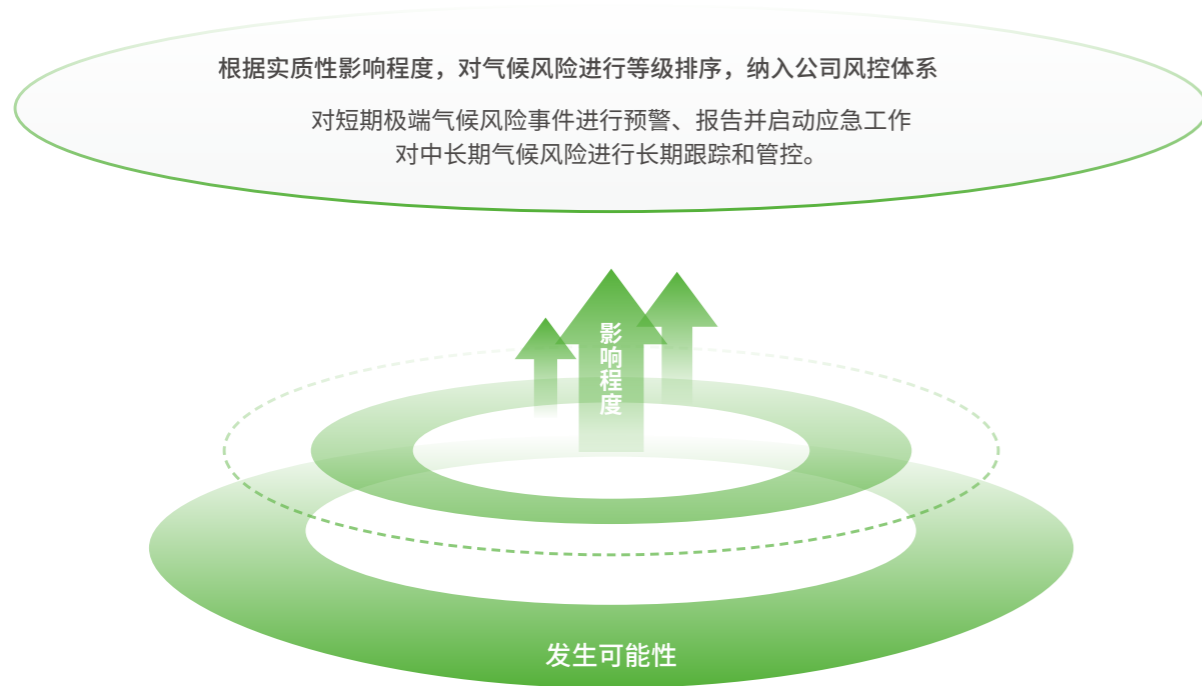 根据实质性影响程度，对气候风险进行等级排序，纳入公司风控体系
对短期极端气候风险事件进行预警、报告并启动应急工作
对中长期气候风险进行长期跟踪和管控。
影响程度
发生可能性